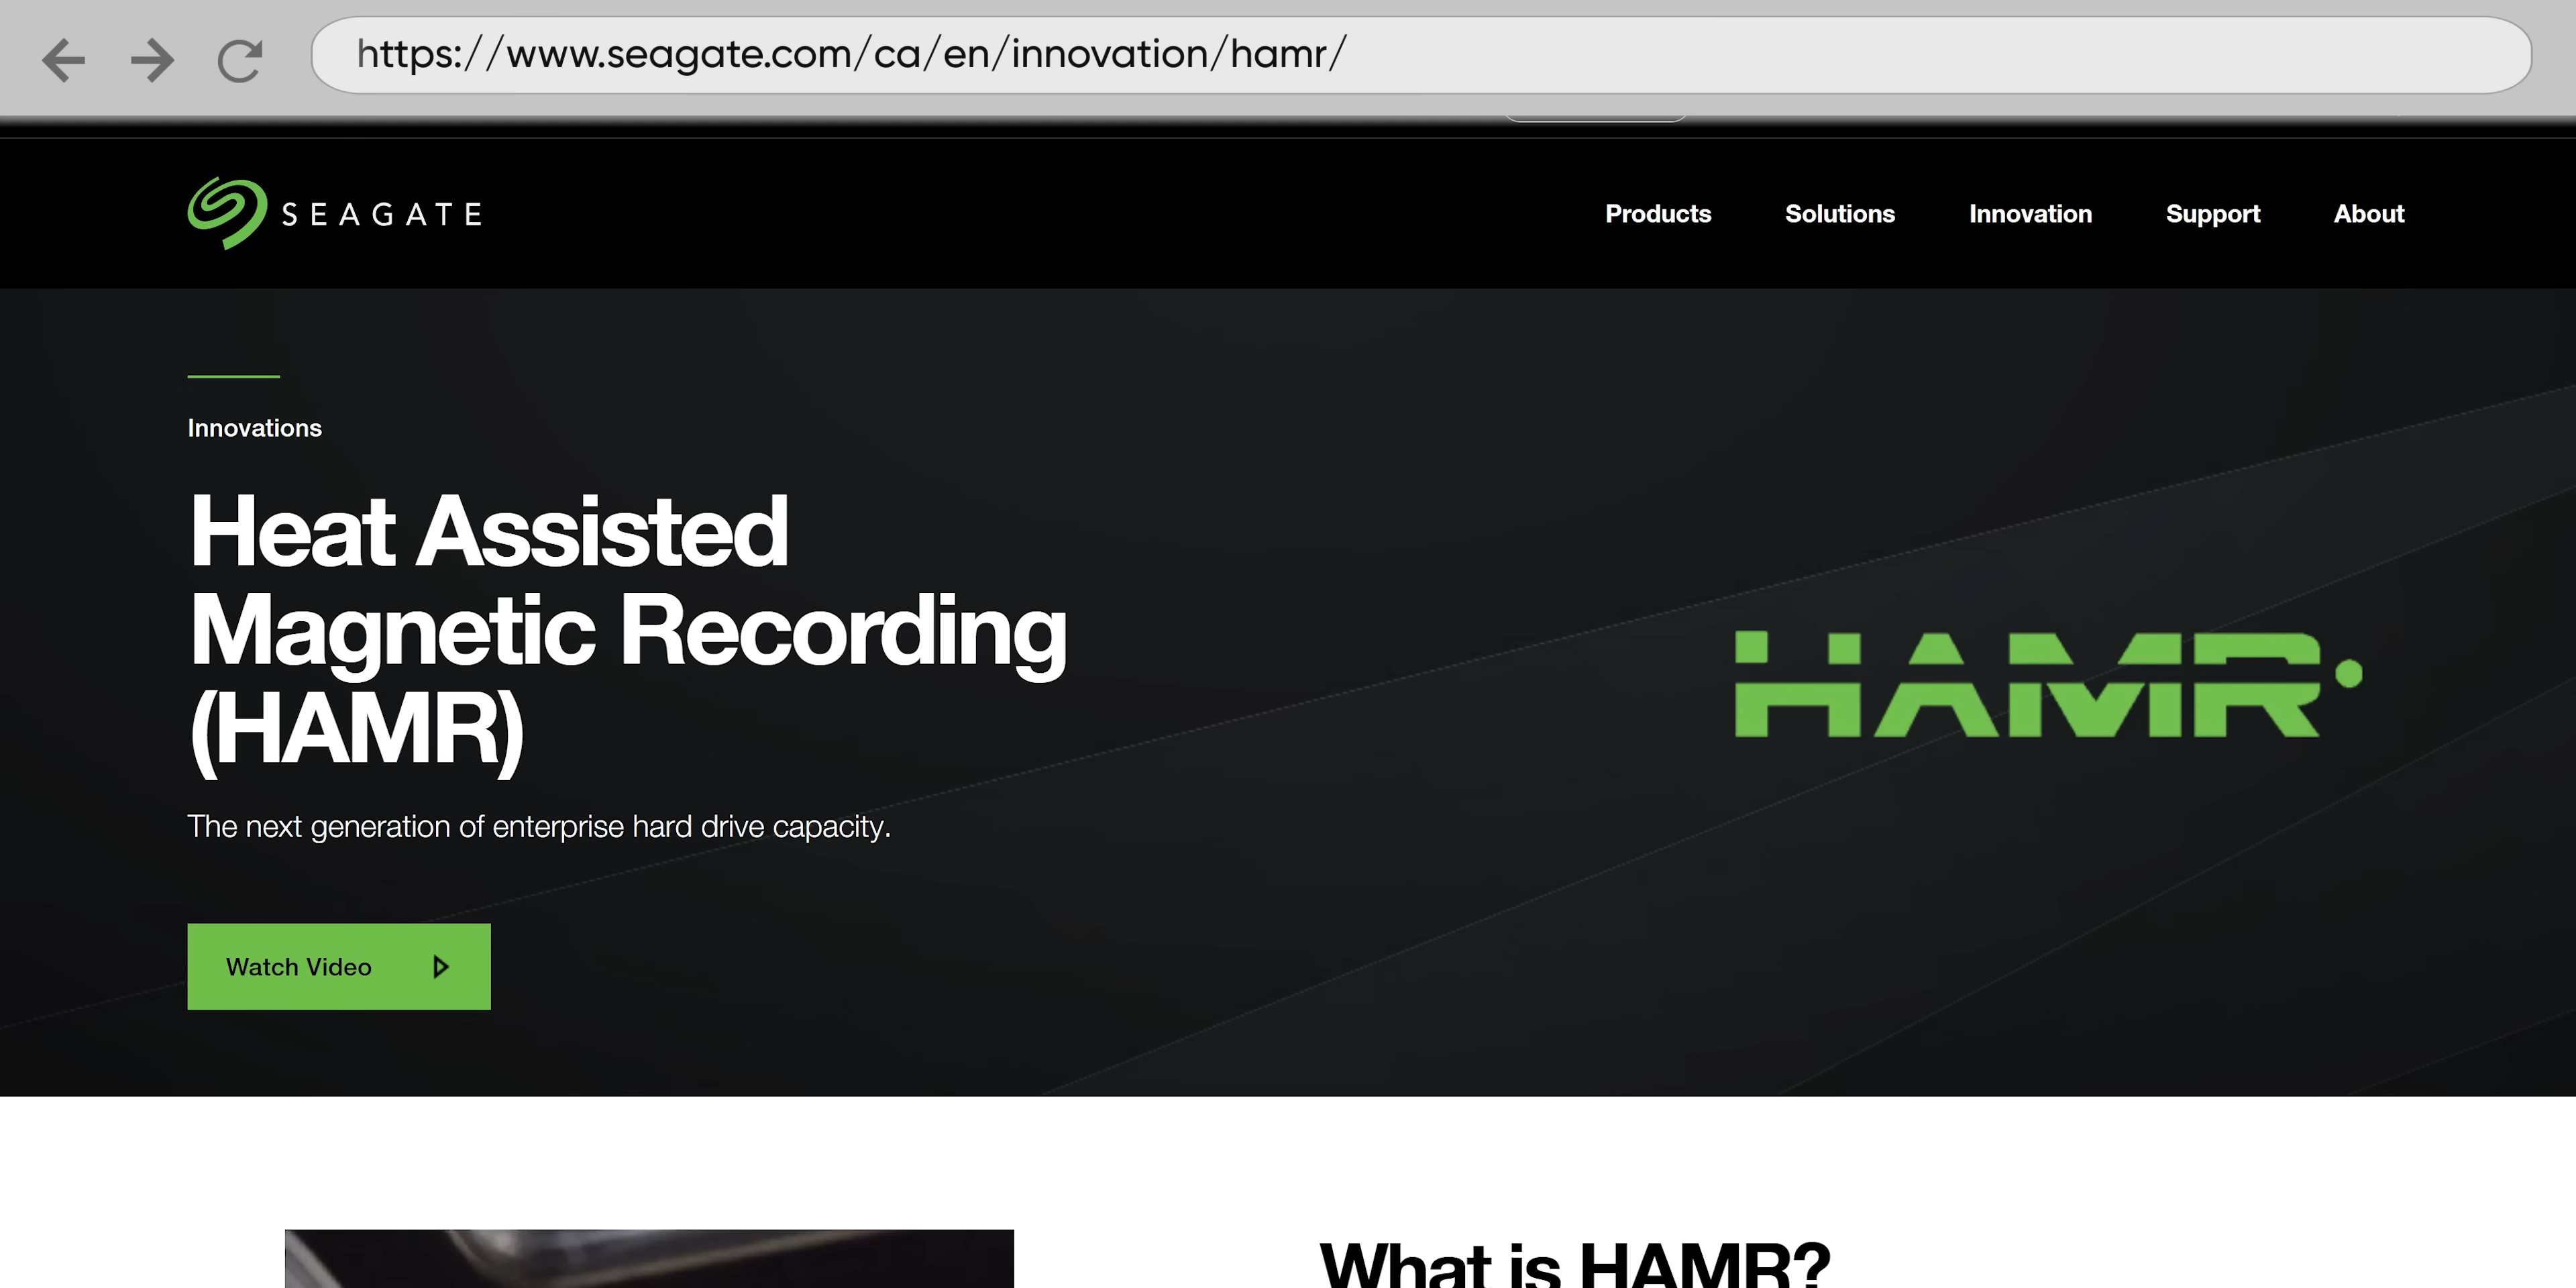 https://www.seagate.com/ca/en/innovation/hamr/
SEAGATE
Products Solutions Innovation Support About
Innovations
Heat Assisted
Magnetic Recording
(HAMR)
HAMR
The next generation of enterprise hard drive capacity.
Watch Video
What is HAMR?